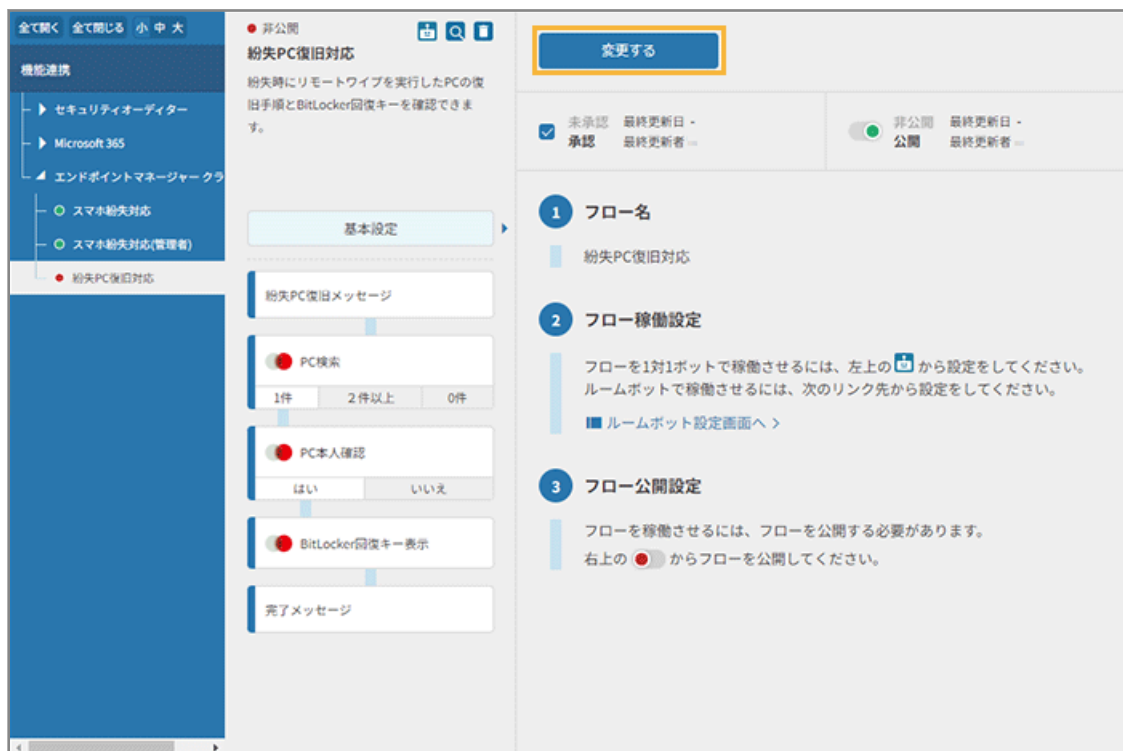 全て開く 全て閉じる 小 中 大
機能連携
セキュリティオーディター
Microsoft 365
エンドポイントマネージャー クラ
スマホ紛失対応
スマホ紛失対応(管理者)
紛失PC復旧対応
非公開
紛失PC復旧対応
紛失時にリモートワイプを実行したPCの復
旧手順とBitLocker回復キーを確認できま
す。
基本設定
紛失PC復旧メッセージ
PC検索
1件 2件以上 0件
PC本人確認
はい いいえ
BitLocker回復キー表示
完了メッセージ
変更する
未承認 最終更新日 -
承認 最終更新者 -
非公開 最終更新日 -
公開 最終更新者 -
1 フロー名
紛失PC復旧対応
2 フロー稼働設定
フローを1対1ボットで稼働させるには、左上の から設定をしてください。
ルームボットで稼働させるには、次のリンク先から設定をしてください。
ルームボット設定画面へ >
3 フロー公開設定
フローを稼働させるには、フローを公開する必要があります。
右上の からフローを公開してください。